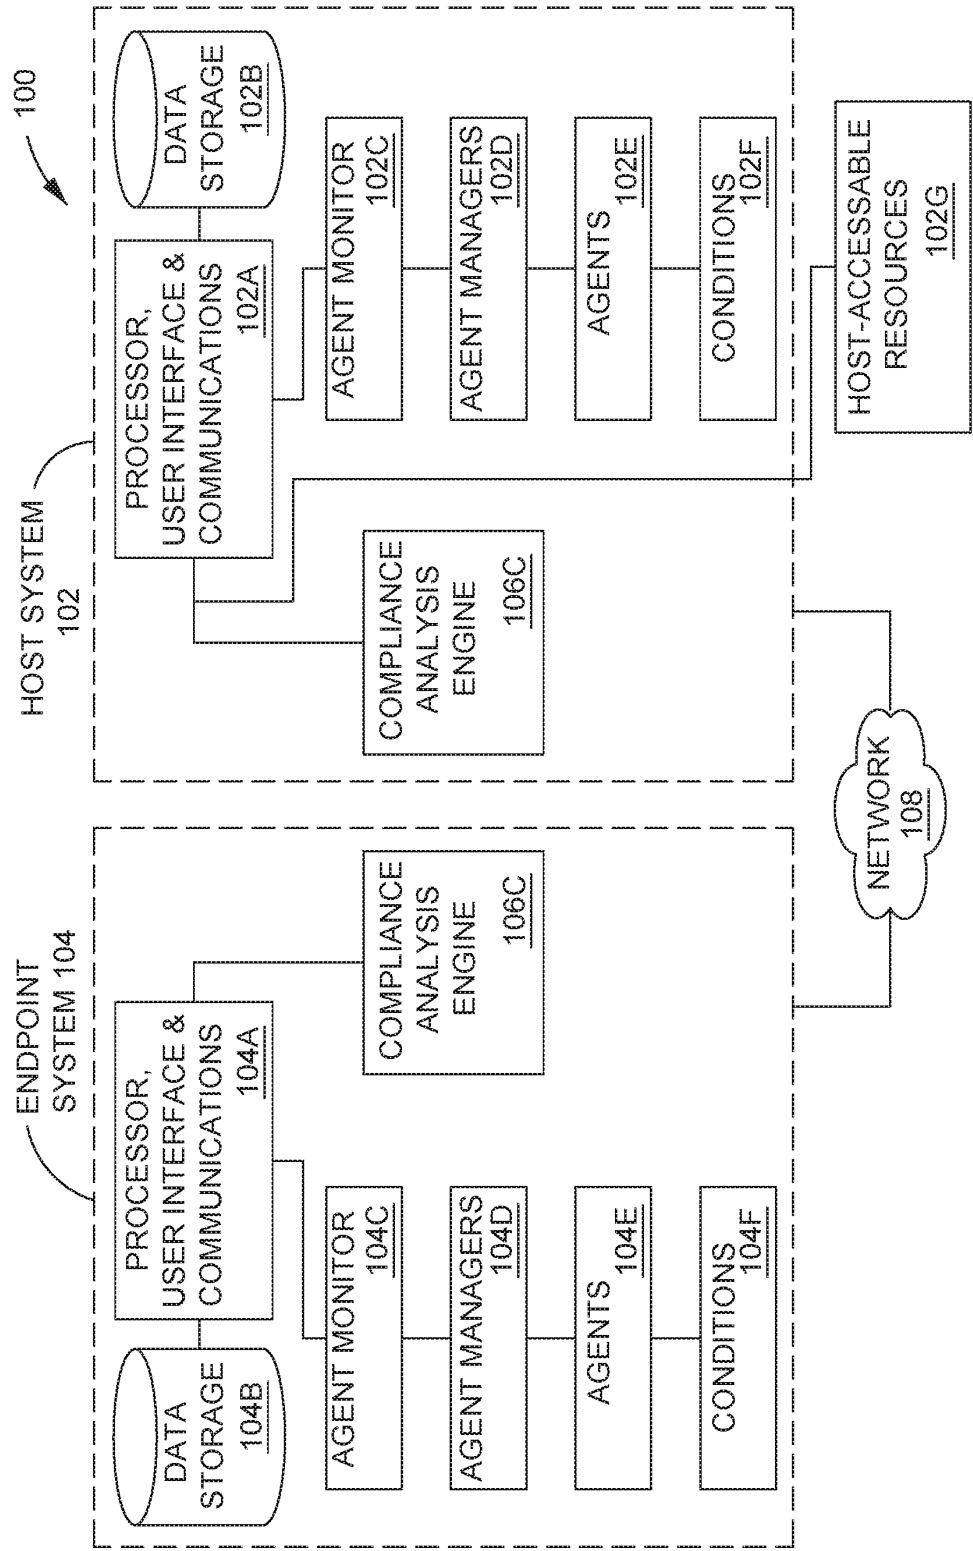 100
ENDPOINT
SYSTEM 104
HOST SYSTEM
102
DATA
STORAGE
104B
PROCESSOR,
USER INTERFACE &
COMMUNICATIONS
104A
AGENT MONITOR
104C
AGENT MANAGERS
104D
AGENTS
104E
CONDITIONS
104F
COMPLIANCE
ANALYSIS
ENGINE
106C
PROCESSOR,
USER INTERFACE &
COMMUNICATIONS
102A
DATA
STORAGE
102B
COMPLIANCE
ANALYSIS
ENGINE
106C
AGENT MONITOR
102C
AGENT MANAGERS
102D
AGENTS
102E
CONDITIONS
102F
NETWORK
108
HOST-ACCESSABLE
RESOURCES
102G